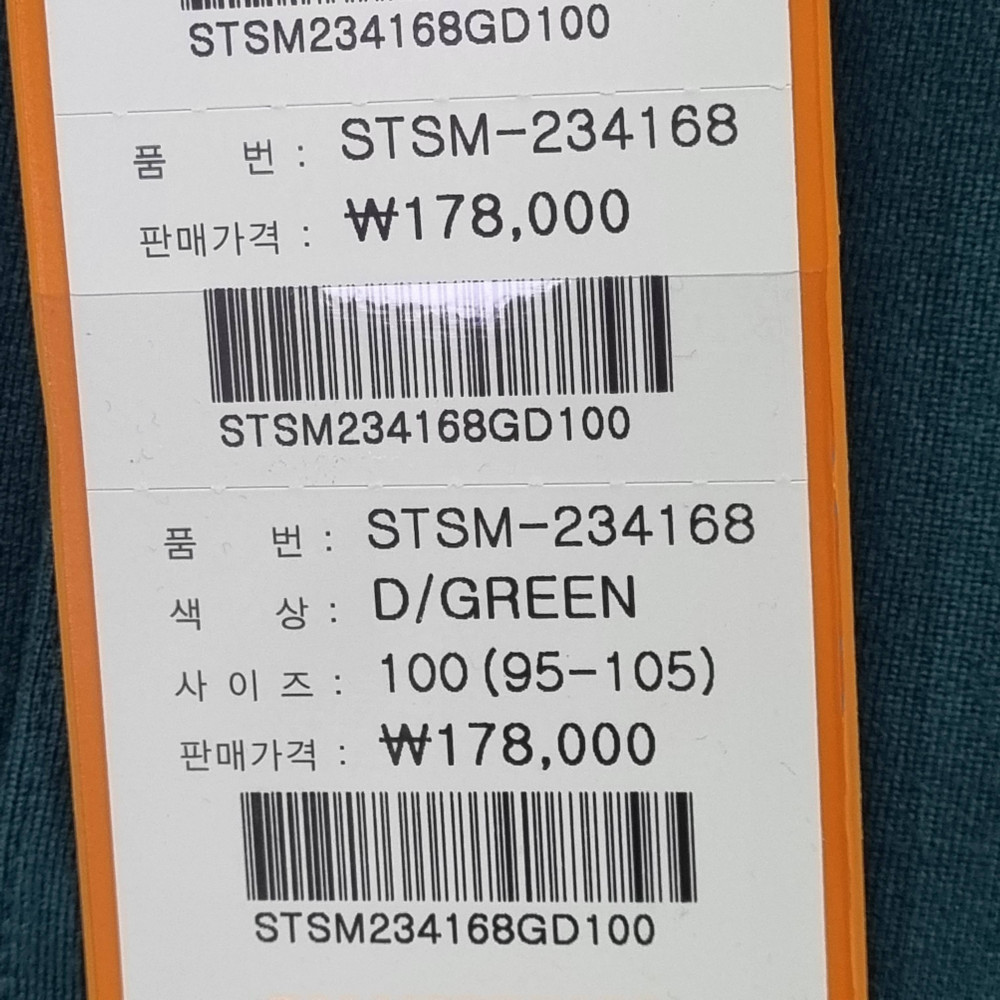 STSM234168GD100
품 번 : STSM-234168
판매가격 : ₩178,000
STSM234168GD100
품 번 : STSM-234168
색 상 : D/GREEN
사 이 즈 : 100 (95-105)
판매가격 : ₩178,000
STSM234168GD100